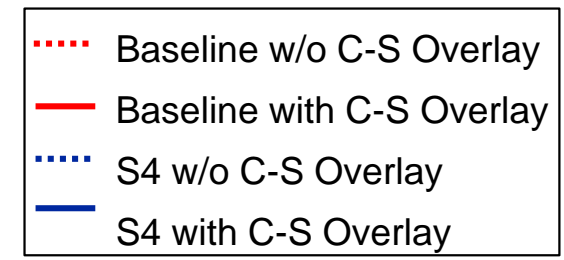 Baseline w/o C-S Overlay
Baseline with C-S Overlay
S4 w/o C-S Overlay
S4 with C-S Overlay